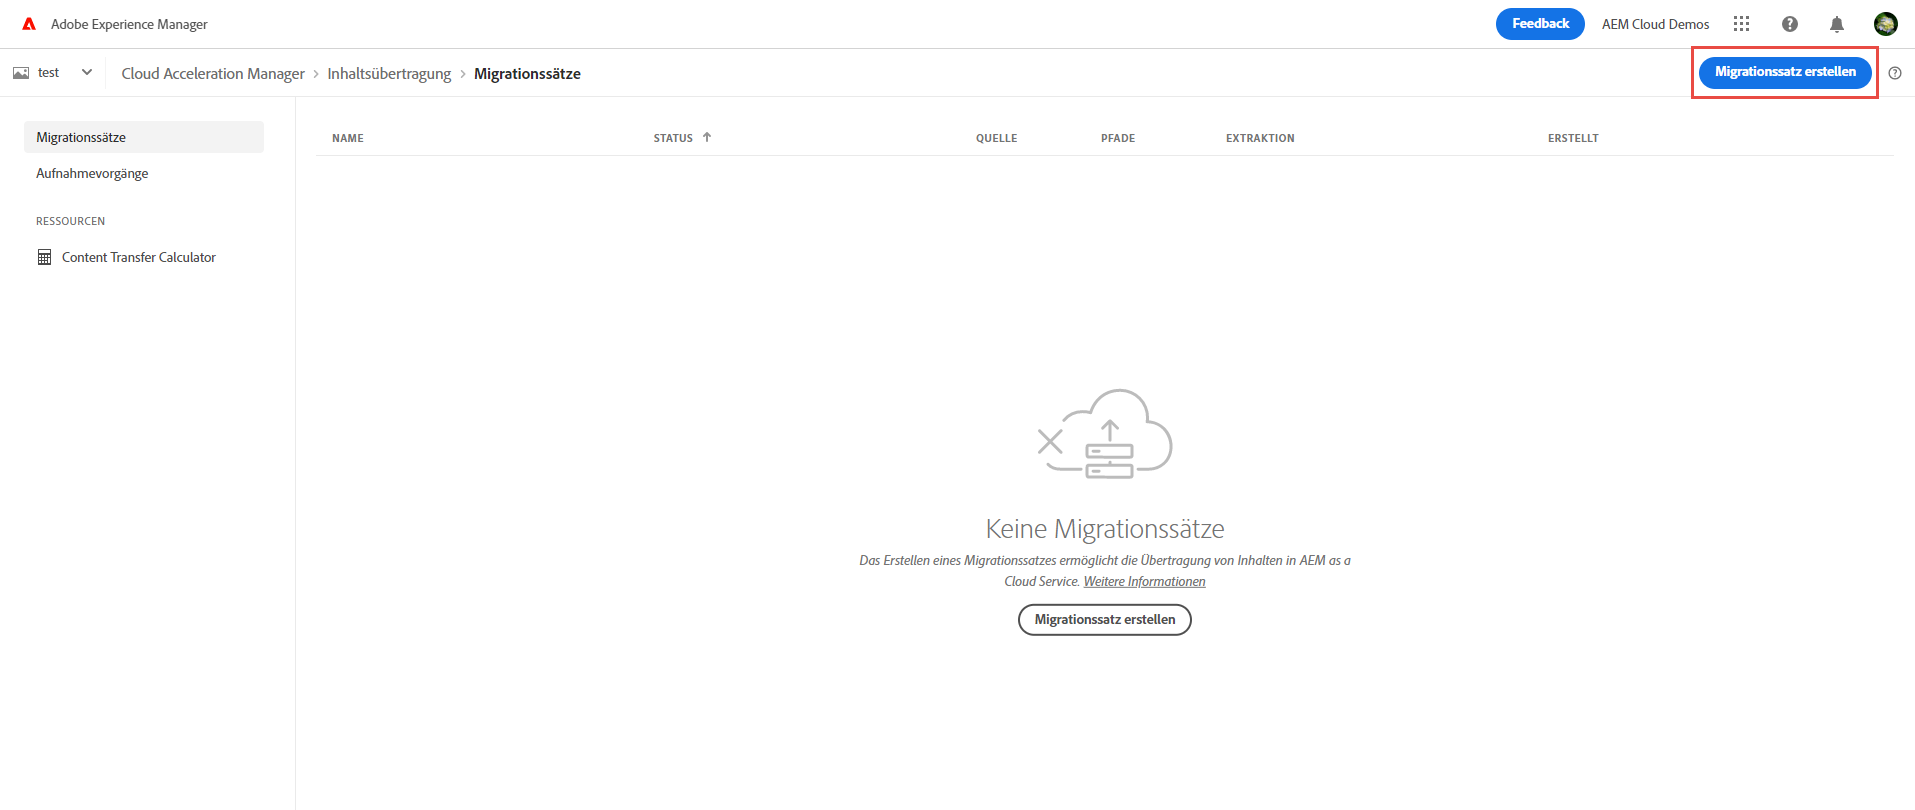 Adobe Experience Manager
Feedback
AEM Cloud Demos
test
Cloud Acceleration Manager > Inhaltsübertragung > Migrationssätze
Migrationssatz erstellen
Migrationssätze
Aufnahmevorgänge
RESSOURCEN
Content Transfer Calculator
NAME STATUS QUELLE PFADE EXTRAKTION ERSTELLT
Keine Migrationssätze
Das Erstellen eines Migrationssatzes ermöglicht die Übertragung von Inhalten in AEM as a
Cloud Service. Weitere Informationen
Migrationssatz erstellen